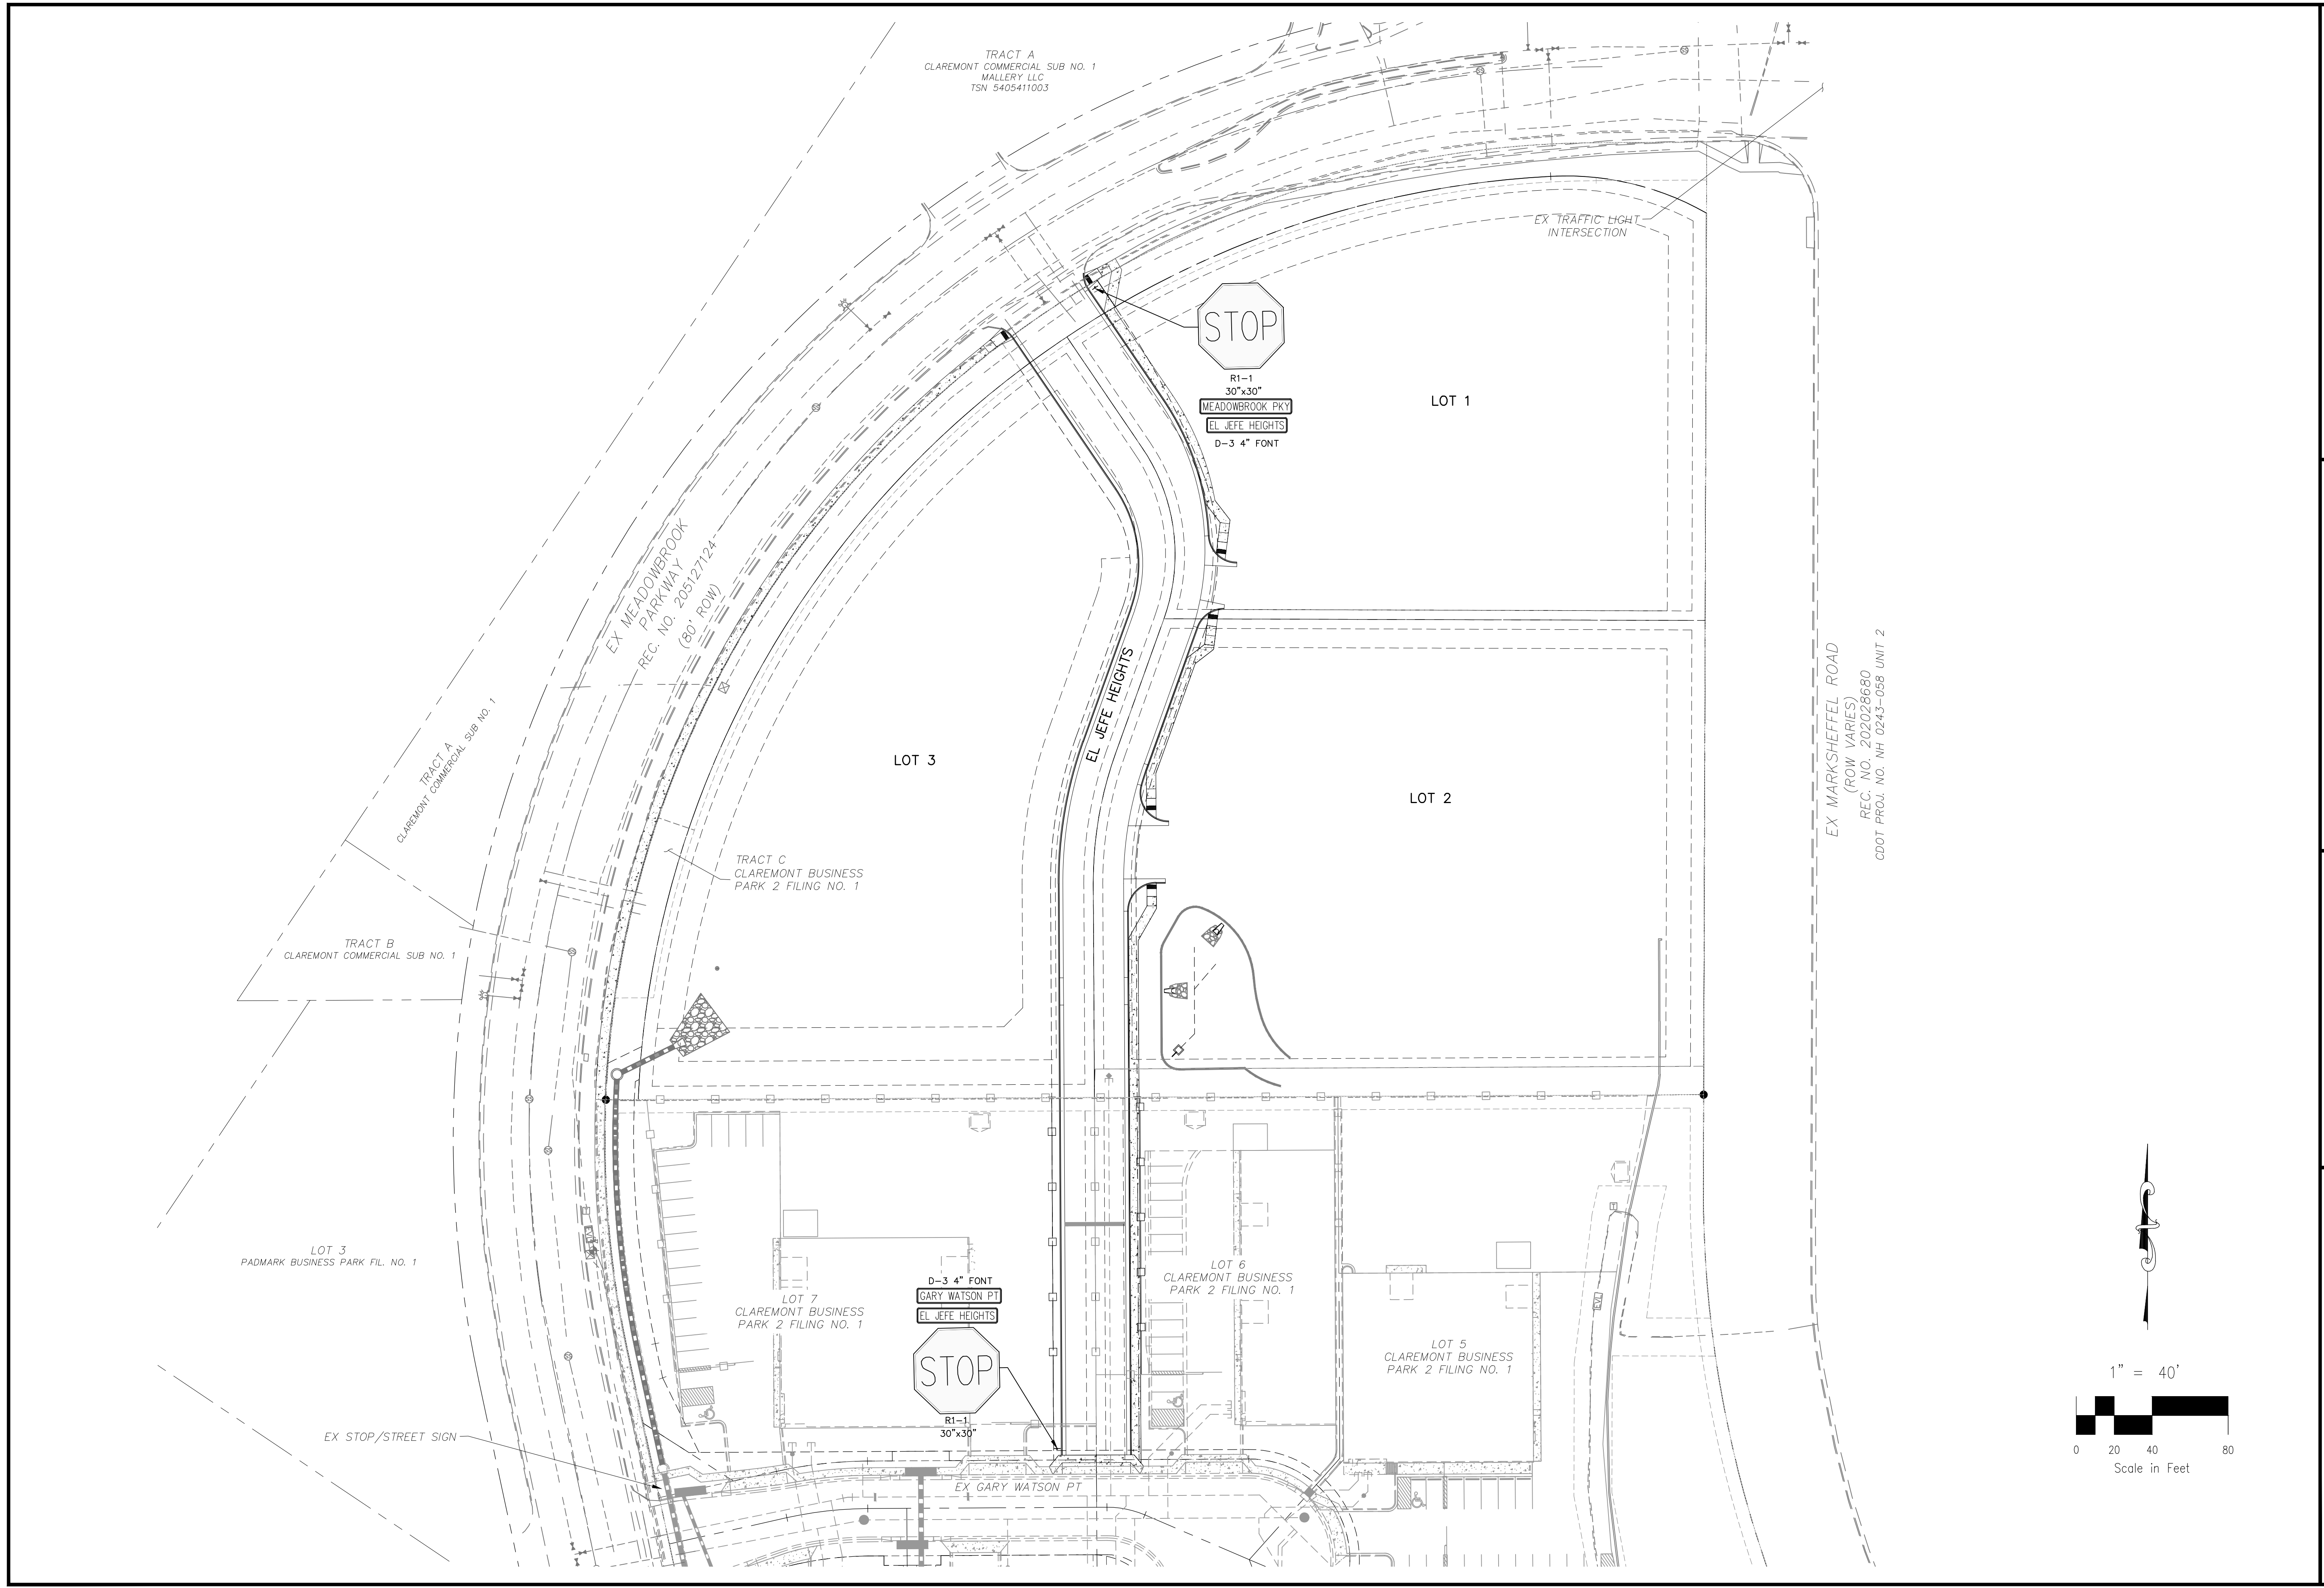 TRACT A
CLAREMONT COMMERCIAL SUB NO. 1
MALLERY LLC
TSN 5405411003
EX TRAFFIC LIGHT
INTERSECTION
STOP
R1-1
30"x30"
MEADOWBROOK PKY
EL JEFE HEIGHTS
D-3 4" FONT
LOT 1
EX MEADOWBROOK
PARKWAY
REC. NO. 205127124
(80' ROW)
EL JEFE HEIGHTS
LOT 3
LOT 2
EX MARKSHEFFEL ROAD
(ROW VARIES)
REC. NO. 202028680
CDOT PROJ. NO. NH 0243-058 UNIT 2
TRACT A
CLAREMONT COMMERCIAL SUB NO. 1
TRACT C
CLAREMONT BUSINESS
PARK 2 FILING NO. 1
TRACT B
CLAREMONT COMMERCIAL SUB NO. 1
LOT 3
PADMARK BUSINESS PARK FIL. NO. 1
LOT 7
CLAREMONT BUSINESS
PARK 2 FILING NO. 1
D-3 4" FONT
GARY WATSON PT
EL JEFE HEIGHTS
STOP
R1-1
30"x30"
LOT 6
CLAREMONT BUSINESS
PARK 2 FILING NO. 1
LOT 5
CLAREMONT BUSINESS
PARK 2 FILING NO. 1
T
EVL
EX STOP/STREET SIGN
EX GARY WATSON PT
1" = 40'
0 20 40 80
Scale in Feet